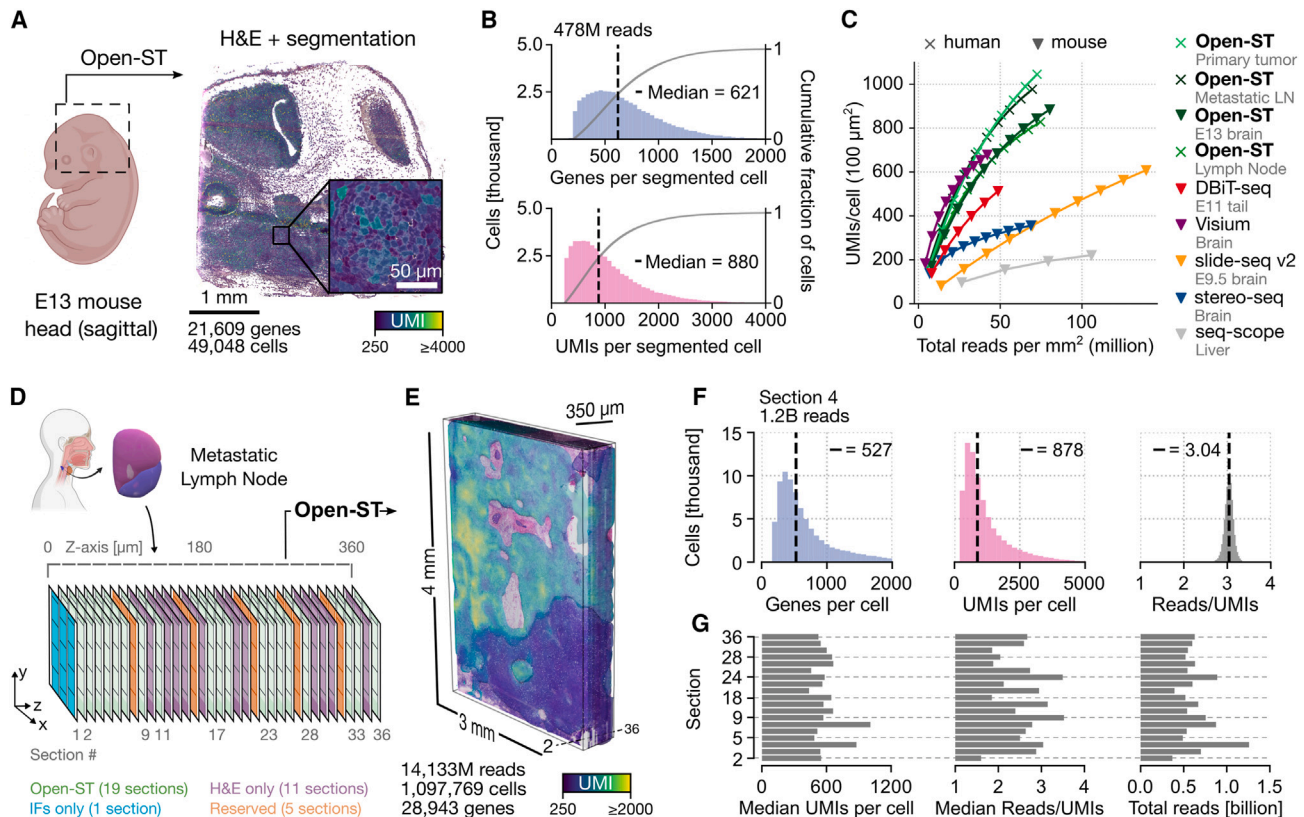 A
Open-ST
H&E + segmentation
E13 mouse
head (sagittal)
1 mm
21,609 genes
49,048 cells
50 µm
UMI
250
≥4000
B
478M reads
Cells [thousand]
5.0
2.5
Median = 621
1
0
0
500
1000
1500
2000
Genes per segmented cell
5.0
2.5
Median = 880
1
0
0
1000
2000
3000
4000
UMIs per segmented cell
Cumulative fraction of cells
C
human
mouse
UMIs/cell (100 µm²)
1000
800
600
400
200
0
0
50
100
Total reads per mm² (million)
Open-ST
Primary tumor
Open-ST
Metastatic LN
Open-ST
E13 brain
Open-ST
Lymph Node
DBiT-seq
E11 tail
Visium
Brain
slide-seq v2
E9.5 brain
stereo-seq
Brain
seq-scope
Liver
D
Metastatic
Lymph Node
Open-ST
0
Z-axis [µm]
180
360
y
z
x
1
2
9
11
17
23
28
33
36
Section #
Open-ST (19 sections)
H&E only (11 sections)
IFs only (1 section)
Reserved (5 sections)
E
350 µm
4 mm
3 mm
2
36
14,133M reads
1,097,769 cells
28,943 genes
UMI
250
≥2000
F
Section 4
1.2B reads
Cells [thousand]
15
10
5
0
= 527
0
1000
2000
Genes per cell
= 878
0
2500
5000
UMIs per cell
= 3.04
1
2
3
4
Reads/UMIs
G
Section
36
28
24
18
9
5
2
0
600
1200
Median UMIs per cell
1
2
3
4
Median Reads/UMIs
0
0.5
1.0
1.5
Total reads [billion]